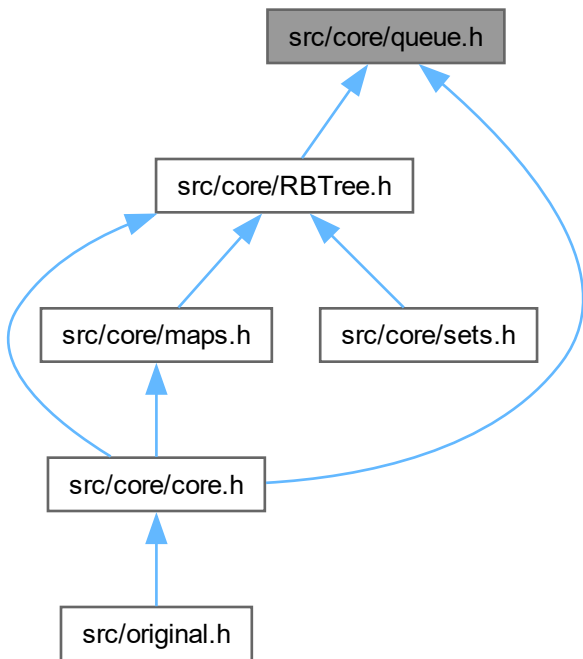 src/core/queue.h
src/core/RBTree.h
src/core/maps.h
src/core/sets.h
src/core/core.h
src/original.h